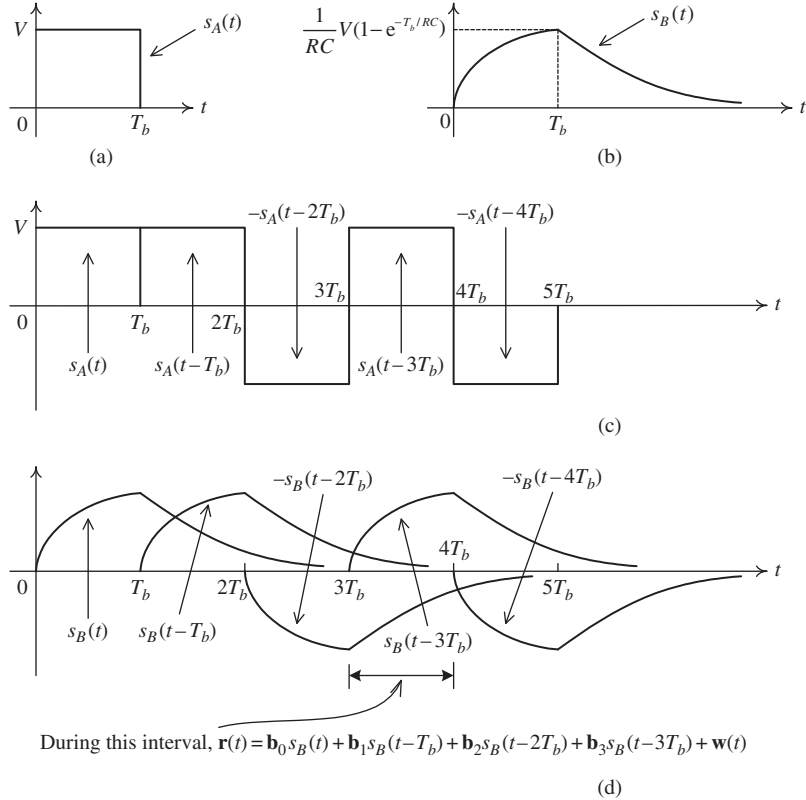 V
s_A(t)
0
T_b
t
(a)
1/RC V(1−e^{−T_b/RC})
s_B(t)
0
T_b
t
(b)
V
−s_A(t−2T_b)
−s_A(t−4T_b)
3T_b
4T_b
5T_b
t
0
T_b
2T_b
s_A(t)
s_A(t−T_b)
s_A(t−3T_b)
(c)
−s_B(t−2T_b)
−s_B(t−4T_b)
4T_b
t
0
T_b
2T_b
3T_b
5T_b
s_B(t)
s_B(t−T_b)
s_B(t−3T_b)
During this interval, r(t) = b_0 s_B(t) + b_1 s_B(t−T_b) + b_2 s_B(t−2T_b) + b_3 s_B(t−3T_b) + w(t)
(d)